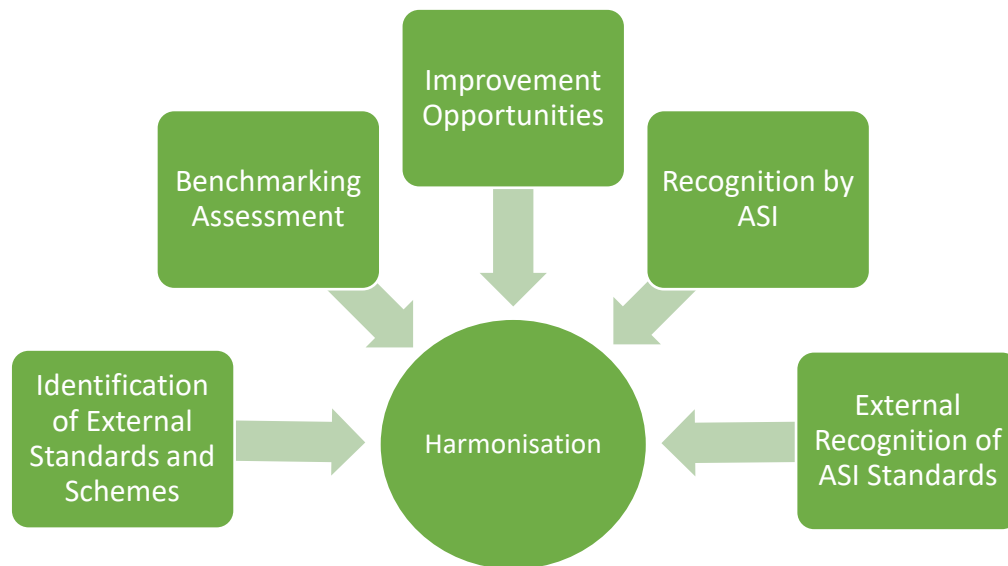 Improvement
Opportunities
Benchmarking
Assessment
Recognition by
ASI
Identification
of External
Standards and
Schemes
Harmonisation
External
Recognition of
ASI Standards